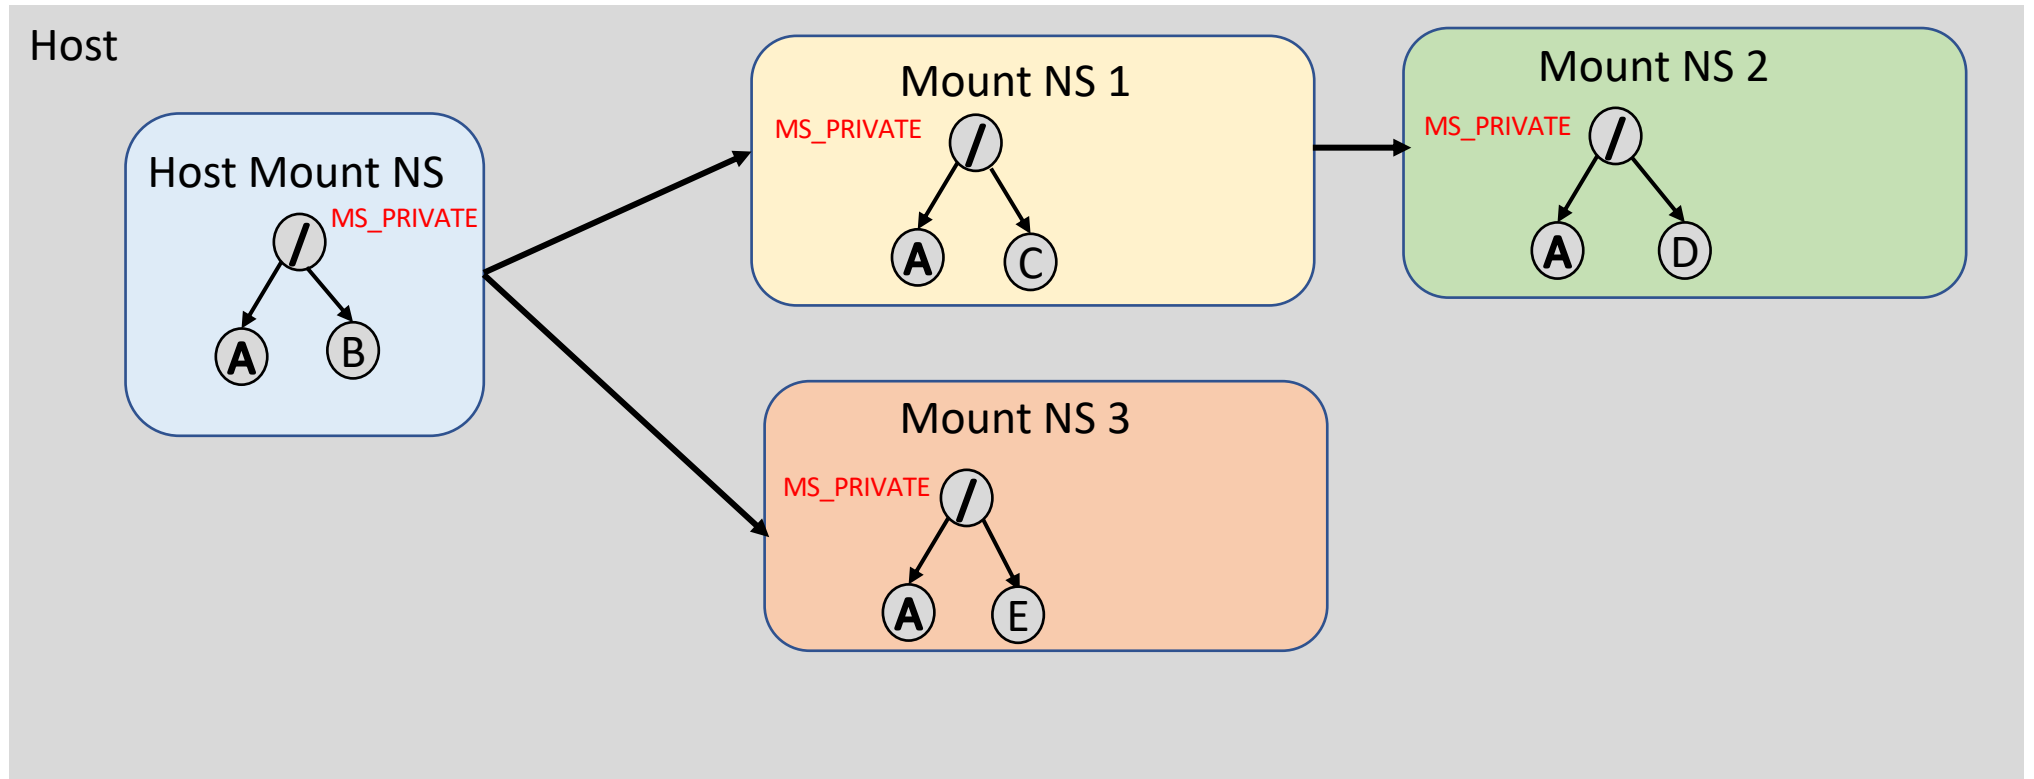 Host
Host Mount NS
MS_PRIVATE
/
A
B
Mount NS 1
MS_PRIVATE
/
A
C
Mount NS 2
MS_PRIVATE
/
A
D
Mount NS 3
MS_PRIVATE
/
A
E